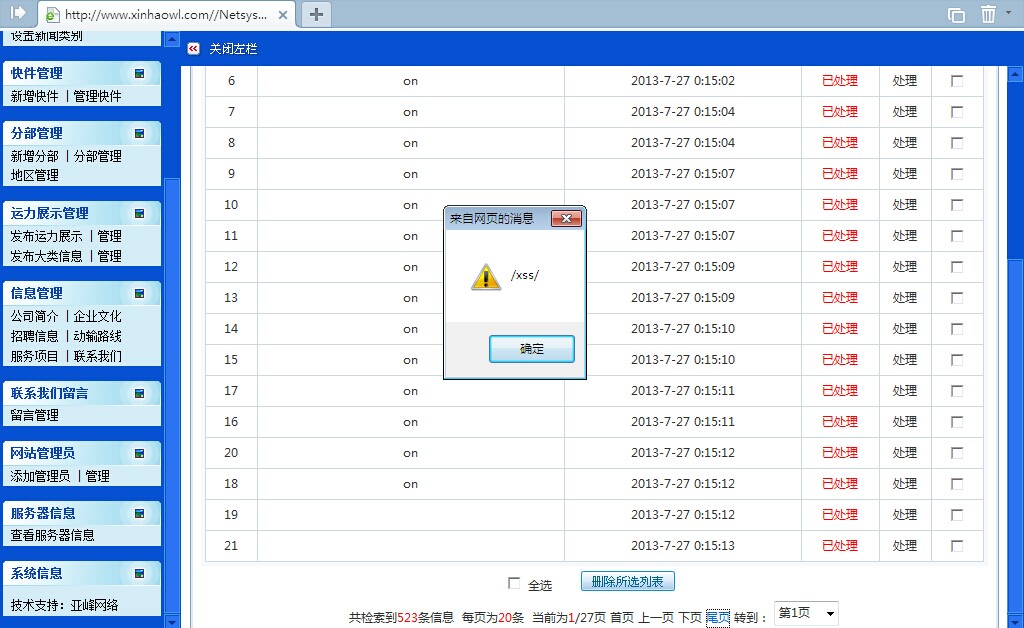 http://www.xinhaowl.com//Netsys...
设置新闻类别
关闭左栏
快件管理
新增快件 | 管理快件
分部管理
新增分部 | 分部管理
地区管理
运力展示管理
发布运力展示 | 管理
发布大类信息 | 管理
信息管理
公司简介 | 企业文化
招聘信息 | 动输路线
服务项目 | 联系我们
联系我们留言
留言管理
网站管理员
添加管理员 | 管理
服务器信息
查看服务器信息
系统信息
技术支持：亚峰网络
6 on 2013-7-27 0:15:02 已处理 处理
7 on 2013-7-27 0:15:04 已处理 处理
8 on 2013-7-27 0:15:04 已处理 处理
9 on 2013-7-27 0:15:07 已处理 处理
10 on 2013-7-27 0:15:07 已处理 处理
11 on 2013-7-27 0:15:07 已处理 处理
12 on 2013-7-27 0:15:09 已处理 处理
13 on 2013-7-27 0:15:09 已处理 处理
14 on 2013-7-27 0:15:10 已处理 处理
15 on 2013-7-27 0:15:10 已处理 处理
17 on 2013-7-27 0:15:11 已处理 处理
16 on 2013-7-27 0:15:11 已处理 处理
20 on 2013-7-27 0:15:12 已处理 处理
18 on 2013-7-27 0:15:12 已处理 处理
19 2013-7-27 0:15:12 已处理 处理
21 2013-7-27 0:15:13 已处理 处理
来自网页的消息
/xss/
确定
全选 删除所选列表
共检索到523条信息 每页为20条 当前为1/27页 首页 上一页 下页 尾页 转到： 第1页